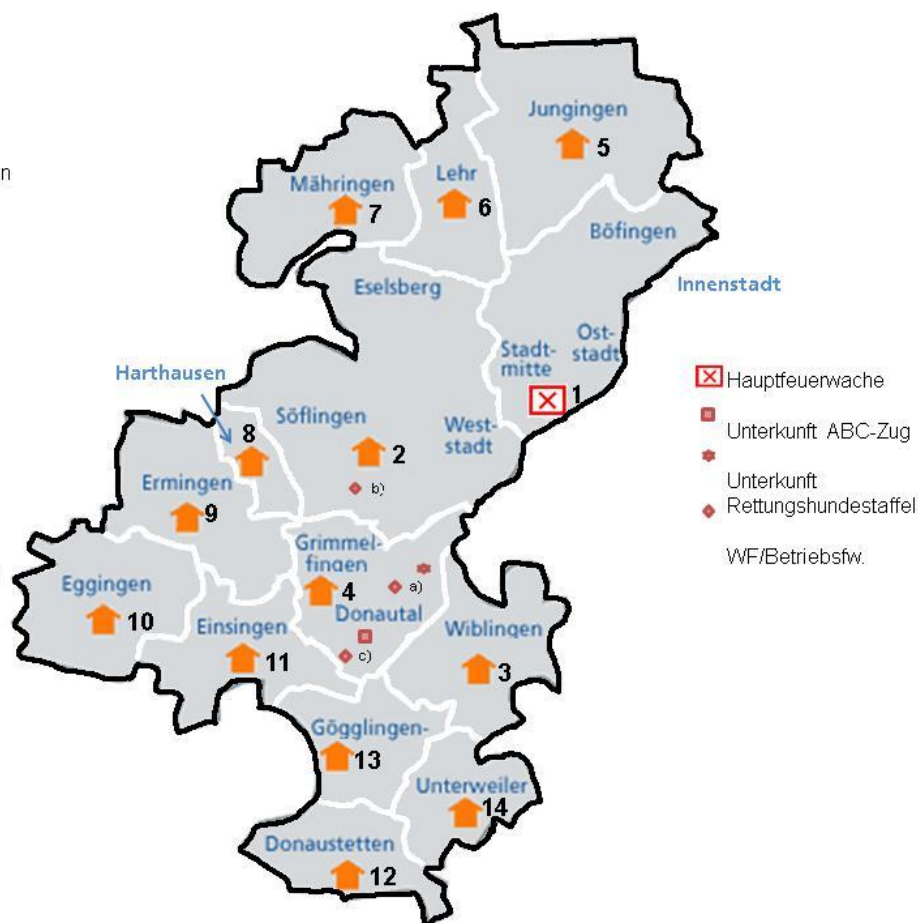 n
Jungingen
5
Lehr
6
Mähringen
7
Böfingen
Eselsberg
Innenstadt
Ost-
stadt
Stadt-
mitte
1
Harthausen
8
Söflingen
2
b)
West-
stadt
Ermingen
9
Grimmel-
fingen
4
a)
Donautal
c)
Eggingen
10
Einsingen
11
Wiblingen
3
Gögglingen-
13
Unterweiler
14
Donaustetten
12
Hauptfeuerwache
Unterkunft ABC-Zug
Unterkunft
Rettungshundestaffel
WF/Betriebsfw.